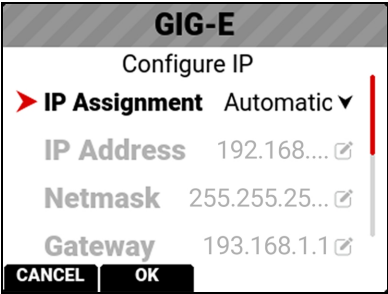 GIG-E
Configure IP
IP Assignment Automatic
IP Address 192.168....
Netmask 255.255.25...
Gateway 193.168.1.1
CANCEL OK